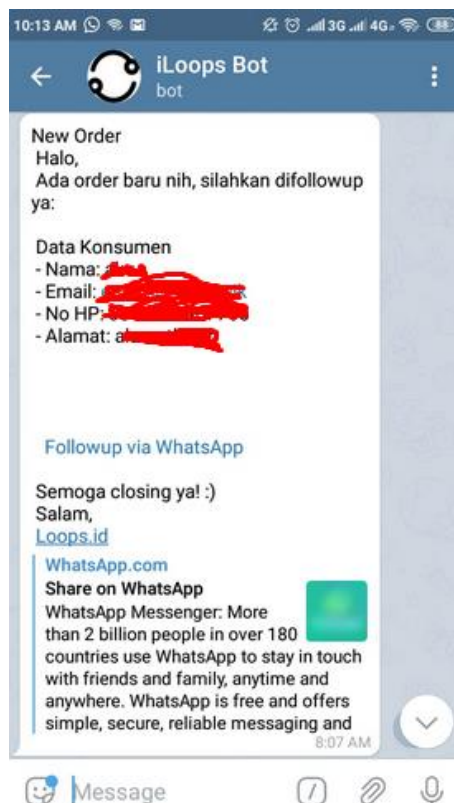 10:13 AM 3G 4G
iLoops Bot
bot
New Order
Halo,
Ada order baru nih, silahkan difollowup
ya:
Data Konsumen
- Nama:
- Email:
- No HP:
- Alamat:
Followup via WhatsApp
Semoga closing ya! :)
Salam,
Loops.id
WhatsApp.com
Share on WhatsApp
WhatsApp Messenger: More
than 2 billion people in over 180
countries use WhatsApp to stay in touch
with friends and family, anytime and
anywhere. WhatsApp is free and offers
simple, secure, reliable messaging and
8:07 AM
Message